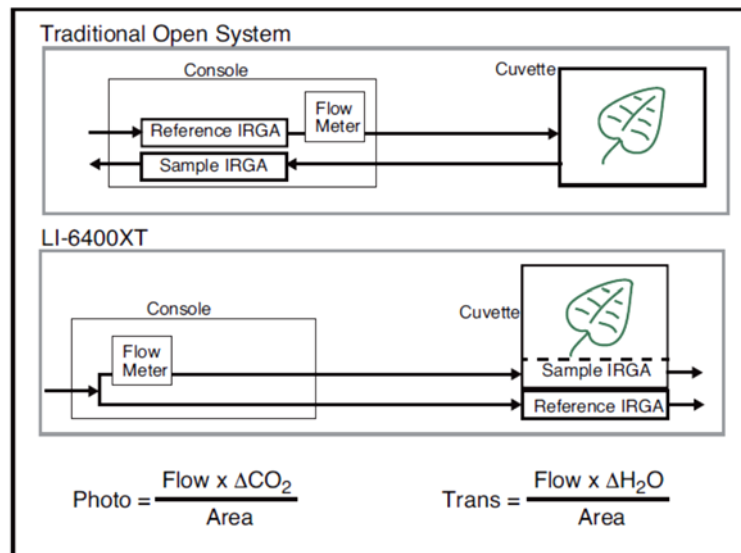 Traditional Open System
Console
Cuvette
Flow
Meter
Reference IRGA
Sample IRGA
LI-6400XT
Console
Cuvette
Flow
Meter
Sample IRGA
Reference IRGA
Photo = Flow x ΔCO₂ / Area
Trans = Flow x ΔH₂O / Area